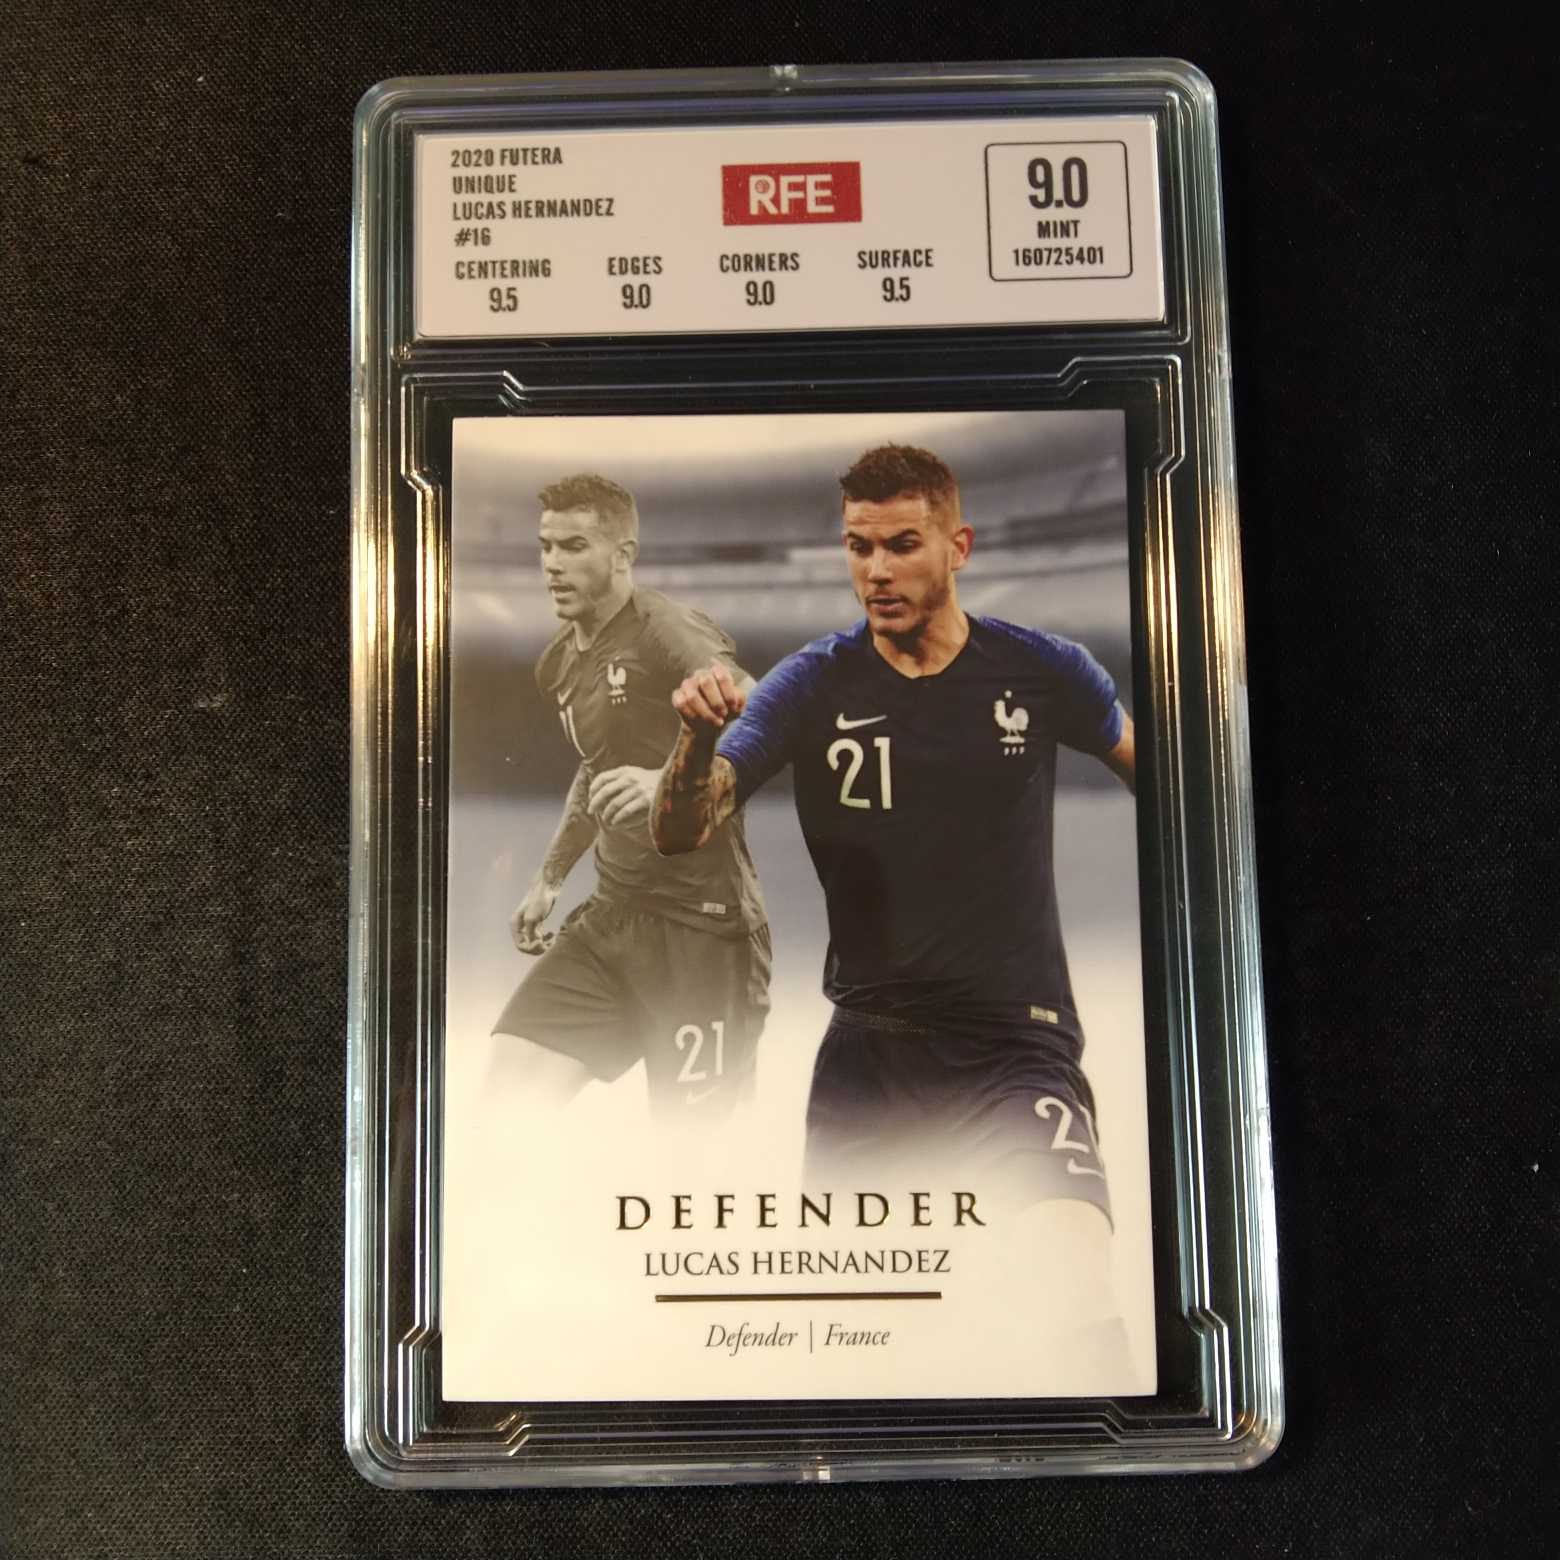 2020 FUTERA
UNIQUE
LUCAS HERNANDEZ
#16
RFE
CENTERING EDGES CORNERS SURFACE
9.5 9.0 9.0 9.5
9.0
MINT
160725401
21
21
21
2
DEFENDER
LUCAS HERNANDEZ
Defender | France